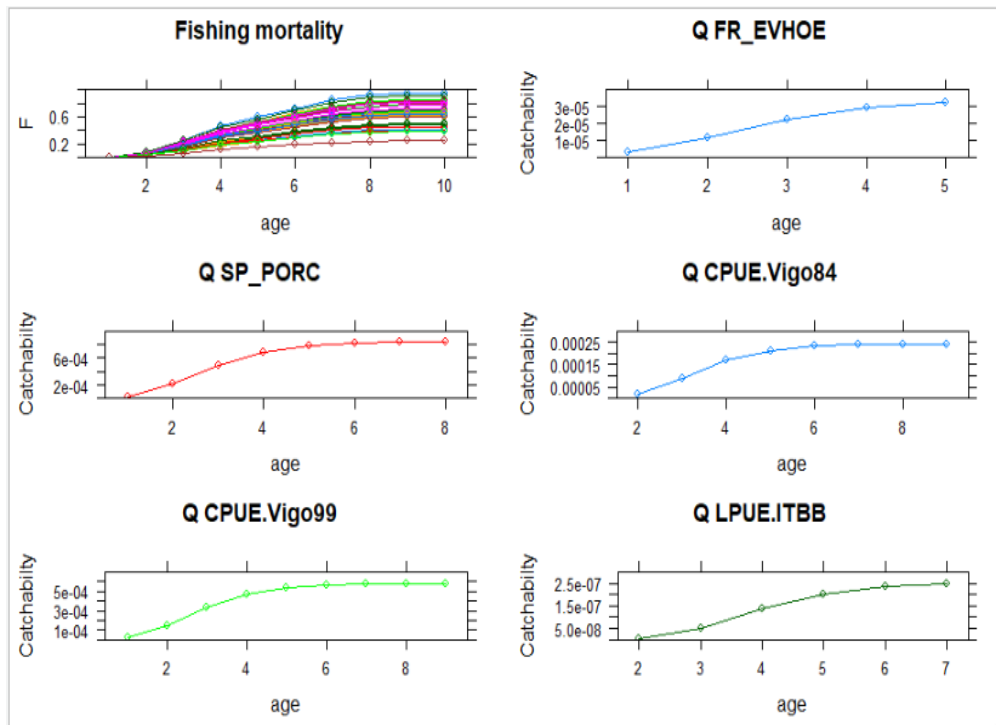 Fishing mortality
F
0.6
0.2
2 4 6 8 10
age
Q FR_EVHOE
Catchabilty
3e-05
2e-05
1e-05
1 2 3 4 5
age
Q SP_PORC
Catchabilty
6e-04
2e-04
2 4 6 8
age
Q CPUE.Vigo84
Catchabilty
0.00025
0.00015
0.00005
2 4 6 8
age
Q CPUE.Vigo99
Catchabilty
5e-04
3e-04
1e-04
2 4 6 8
age
Q LPUE.ITBB
Catchabilty
2.5e-07
1.5e-07
5.0e-08
2 3 4 5 6 7
age